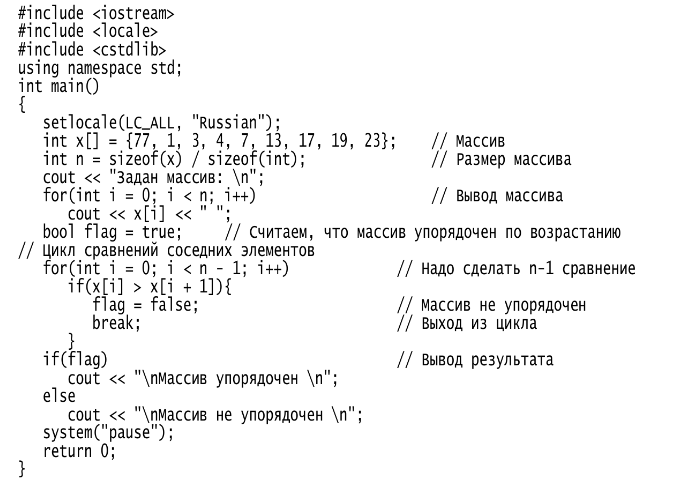 #include <iostream>
#include <locale>
#include <cstdlib>
using namespace std;
int main()
{
   setlocale(LC_ALL, "Russian");
   int x[] = {77, 1, 3, 4, 7, 13, 17, 19, 23};    // Массив
   int n = sizeof(x) / sizeof(int);               // Размер массива
   cout << "Задан массив: \n";
   for(int i = 0; i < n; i++)                     // Вывод массива
      cout << x[i] << " ";
   bool flag = true;     // Считаем, что массив упорядочен по возрастанию
// Цикл сравнений соседних элементов
   for(int i = 0; i < n - 1; i++)             // Надо сделать n-1 сравнение
      if(x[i] > x[i + 1]){
         flag = false;                        // Массив не упорядочен
         break;                               // Выход из цикла
      }
   if(flag)                                   // Вывод результата
      cout << "\nМассив упорядочен \n";
   else
      cout << "\nМассив не упорядочен \n";
   system("pause");
   return 0;
}